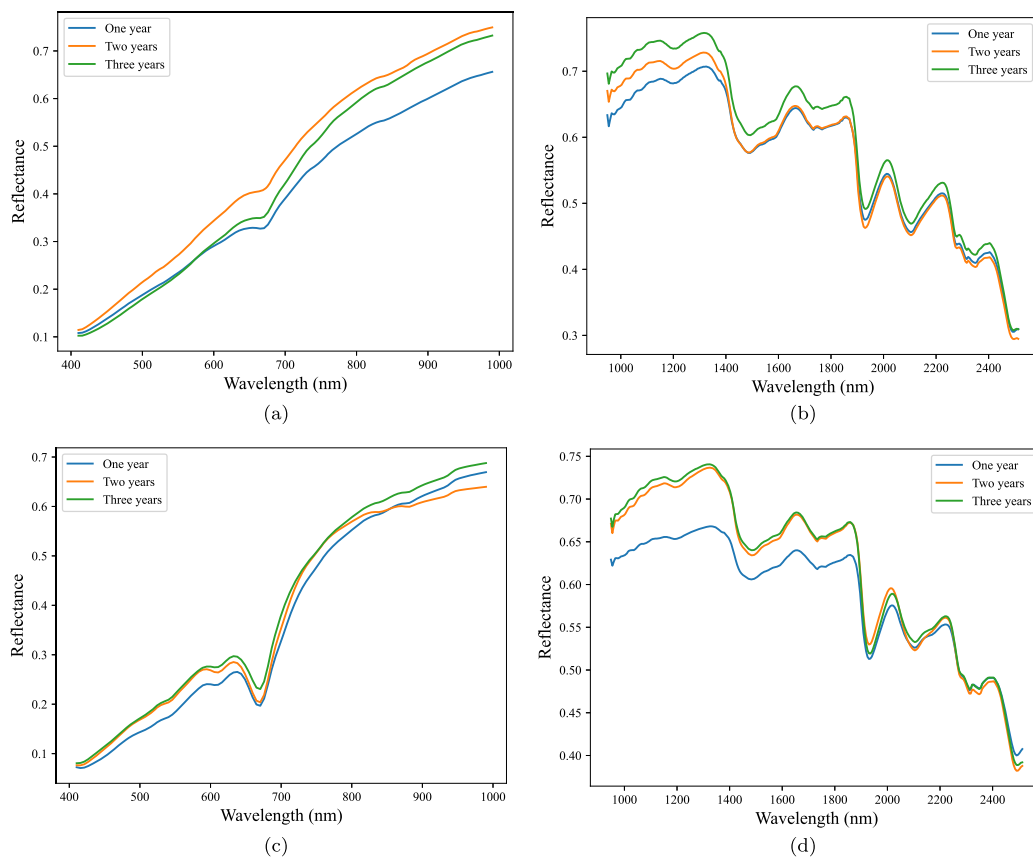 One year
Two years
Three years
0.7
0.6
0.5
0.4
0.3
0.2
0.1
Reflectance
400 500 600 700 800 900 1000
Wavelength (nm)
(a)
One year
Two years
Three years
0.7
0.6
0.5
0.4
0.3
Reflectance
1000 1200 1400 1600 1800 2000 2200 2400
Wavelength (nm)
(b)
One year
Two years
Three years
0.7
0.6
0.5
0.4
0.3
0.2
0.1
Reflectance
400 500 600 700 800 900 1000
Wavelength (nm)
(c)
One year
Two years
Three years
0.75
0.70
0.65
0.60
0.55
0.50
0.45
0.40
Reflectance
1000 1200 1400 1600 1800 2000 2200 2400
Wavelength (nm)
(d)